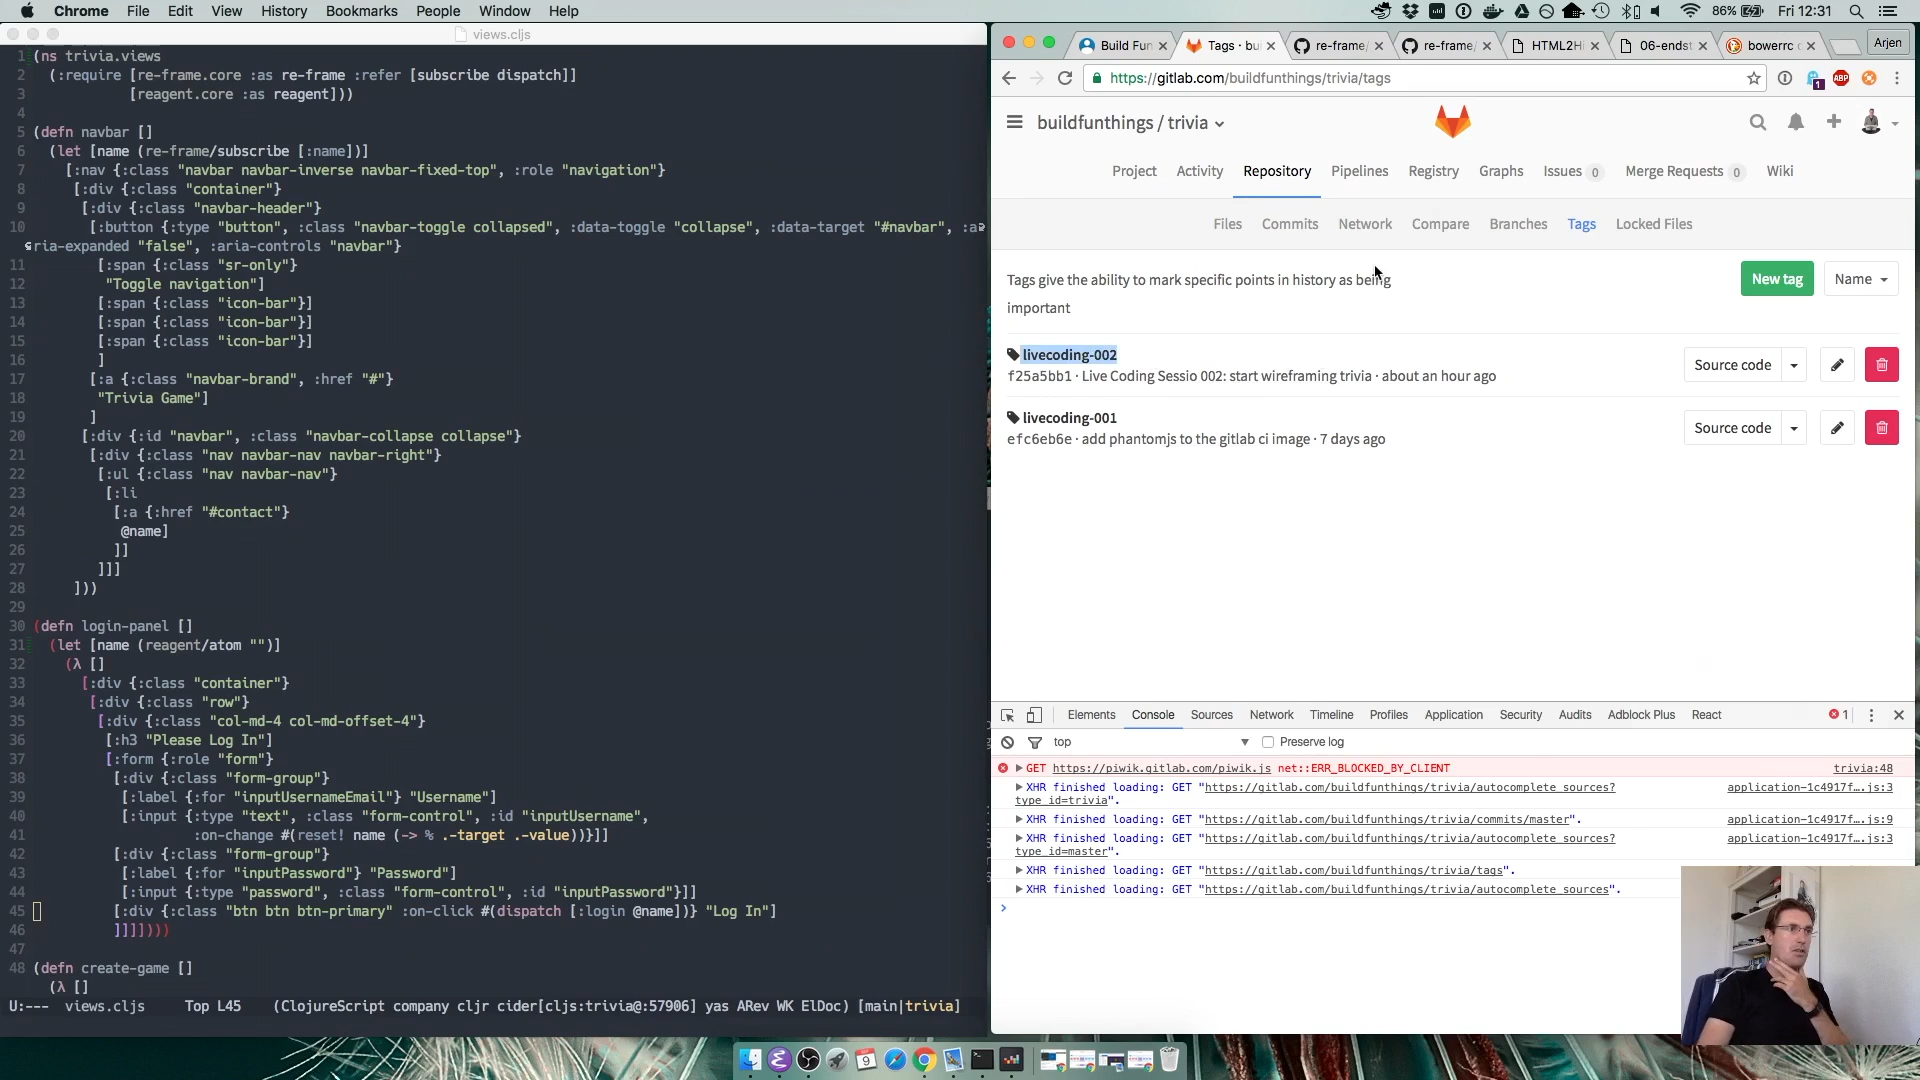 Chrome File Edit View History Bookmarks People Window Help
86% Fri 12:31
views.cljs
1 (ns trivia.views
2 (:require [re-frame.core :as re-frame :refer [subscribe dispatch]]
3 [reagent.core :as reagent]))
4
5 (defn navbar []
6 (let [name (re-frame/subscribe [:name])]
7 [:nav {:class "navbar navbar-inverse navbar-fixed-top", :role "navigation"}
8 [:div {:class "container"}
9 [:div {:class "navbar-header"}
10 [:button {:type "button", :class "navbar-toggle collapsed", :data-toggle "collapse", :data-target "#navbar", :a
ria-expanded "false", :aria-controls "navbar"}
11 [:span {:class "sr-only"}
12 "Toggle navigation"]
13 [:span {:class "icon-bar"}]
14 [:span {:class "icon-bar"}]
15 [:span {:class "icon-bar"}]
16 ]
17 [:a {:class "navbar-brand", :href "#"}
18 "Trivia Game"]
19 ]
20 [:div {:id "navbar", :class "navbar-collapse collapse"}
21 [:div {:class "nav navbar-nav navbar-right"}
22 [:ul {:class "nav navbar-nav"}
23 [:li
24 [:a {:href "#contact"}
25 @name]
26 ]]
27 ]]]
28 ]))
29
30 (defn login-panel []
31 (let [name (reagent/atom "")]
32 (λ []
33 [:div {:class "container"}
34 [:div {:class "row"}
35 [:div {:class "col-md-4 col-md-offset-4"}
36 [:h3 "Please Log In"]
37 [:form {:role "form"}
38 [:div {:class "form-group"}
39 [:label {:for "inputUsernameEmail"} "Username"]
40 [:input {:type "text", :class "form-control", :id "inputUsername",
41 :on-change #(reset! name (-> % .-target .-value))}]]
42 [:div {:class "form-group"}
43 [:label {:for "inputPassword"} "Password"]
44 [:input {:type "password", :class "form-control", :id "inputPassword"}]]
45 [:div {:class "btn btn btn-primary" :on-click #(dispatch [:login @name])} "Log In"]
46 ]]]])))
47
48 (defn create-game []
(λ []
U:--- views.cljs Top L45 (ClojureScript company cljr cider[cljs:trivia@:57906] yas ARev WK ElDoc) [main|trivia]
Build Fun Tags · bu re-frame/ re-frame/ HTML2Hi 06-endst bowerrc c Arjen
https://gitlab.com/buildfunthings/trivia/tags
1 ABP
buildfunthings / trivia
Project Activity Repository Pipelines Registry Graphs Issues 0 Merge Requests 0 Wiki
Files Commits Network Compare Branches Tags Locked Files
Tags give the ability to mark specific points in history as being
important
New tag Name
livecoding-002
f25a5bb1 · Live Coding Sessio 002: start wireframing trivia · about an hour ago
Source code
livecoding-001
efc6eb6e · add phantomjs to the gitlab ci image · 7 days ago
Source code
Elements Console Sources Network Timeline Profiles Application Security Audits Adblock Plus React 1
top Preserve log
GET https://piwik.gitlab.com/piwik.js net::ERR_BLOCKED_BY_CLIENT trivia:48
XHR finished loading: GET "https://gitlab.com/buildfunthings/trivia/autocomplete_sources? application-1c4917f….js:3
type_id=trivia".
XHR finished loading: GET "https://gitlab.com/buildfunthings/trivia/commits/master". application-1c4917f….js:9
XHR finished loading: GET "https://gitlab.com/buildfunthings/trivia/autocomplete_sources? application-1c4917f….js:3
type_id=master".
XHR finished loading: GET "https://gitlab.com/buildfunthings/trivia/tags".
XHR finished loading: GET "https://gitlab.com/buildfunthings/trivia/autocomplete_sources".
9